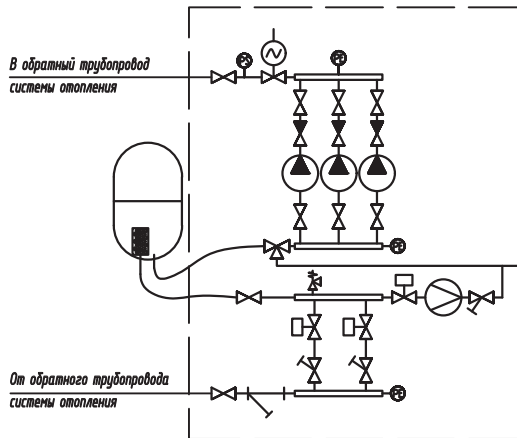 В обратный трубопровод
системы отопления
От обратного трубопровода
системы отопления